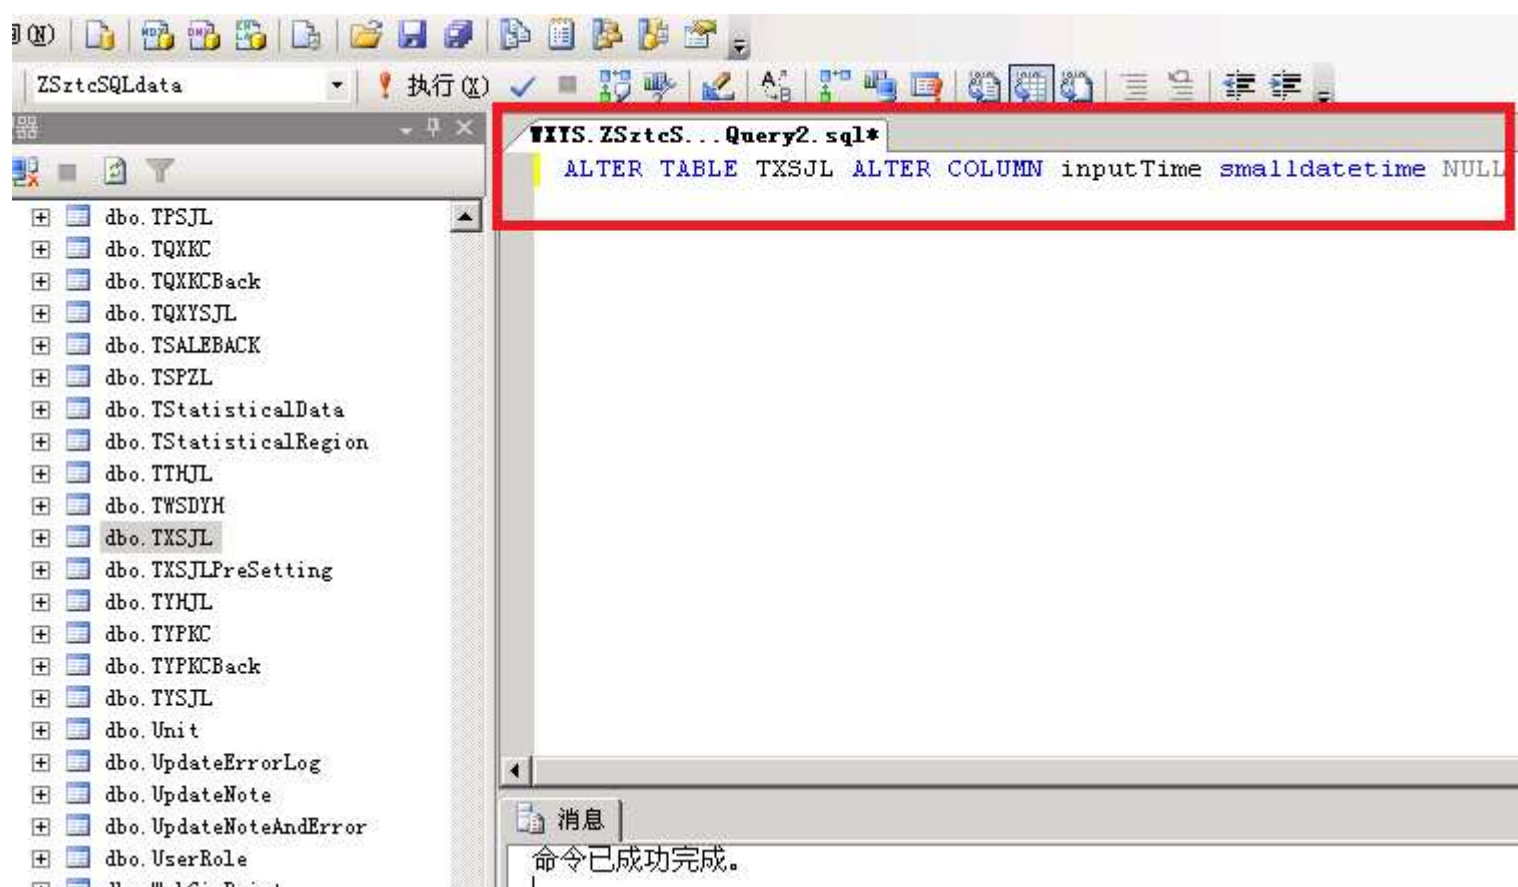 (N)
ZSztcSQLdata
执行(X)
器
TXYS.ZSztcS...Query2.sql*
ALTER TABLE TXSJL ALTER COLUMN inputTime smalldatetime NULL
dbo.TPSJL
dbo.TQXKC
dbo.TQXKCBack
dbo.TQXYSJL
dbo.TSALEBACK
dbo.TSPZL
dbo.TStatisticalData
dbo.TStatisticalRegion
dbo.TTHJL
dbo.TWSDYH
dbo.TXSJL
dbo.TXSJLPreSetting
dbo.TYHJL
dbo.TYPKC
dbo.TYPKCBack
dbo.TYSJL
dbo.Unit
dbo.UpdateErrorLog
dbo.UpdateNote
dbo.UpdateNoteAndError
dbo.UserRole
消息
命令已成功完成。